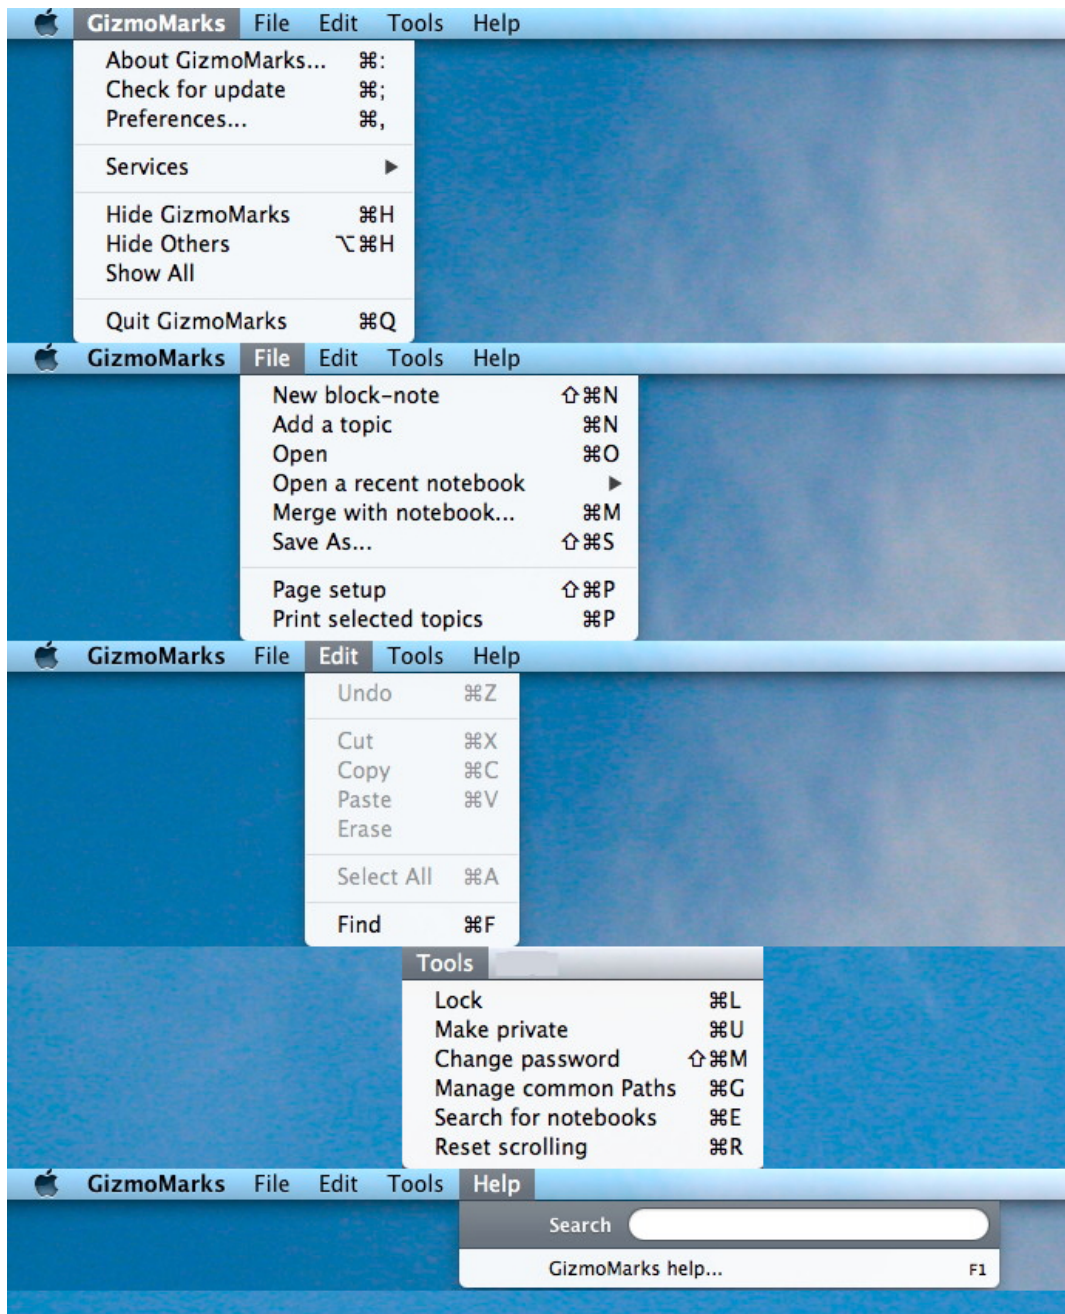 GizmoMarks File Edit Tools Help
About GizmoMarks... ⌘:
Check for update ⌘;
Preferences... ⌘,
Services ▶
Hide GizmoMarks ⌘H
Hide Others ⌥⌘H
Show All
Quit GizmoMarks ⌘Q
GizmoMarks File Edit Tools Help
New block-note ⇧⌘N
Add a topic ⌘N
Open ⌘O
Open a recent notebook ▶
Merge with notebook... ⌘M
Save As... ⇧⌘S
Page setup ⇧⌘P
Print selected topics ⌘P
GizmoMarks File Edit Tools Help
Undo ⌘Z
Cut ⌘X
Copy ⌘C
Paste ⌘V
Erase
Select All ⌘A
Find ⌘F
Tools
Lock ⌘L
Make private ⌘U
Change password ⇧⌘M
Manage common Paths ⌘G
Search for notebooks ⌘E
Reset scrolling ⌘R
GizmoMarks File Edit Tools Help
Search
GizmoMarks help... F1